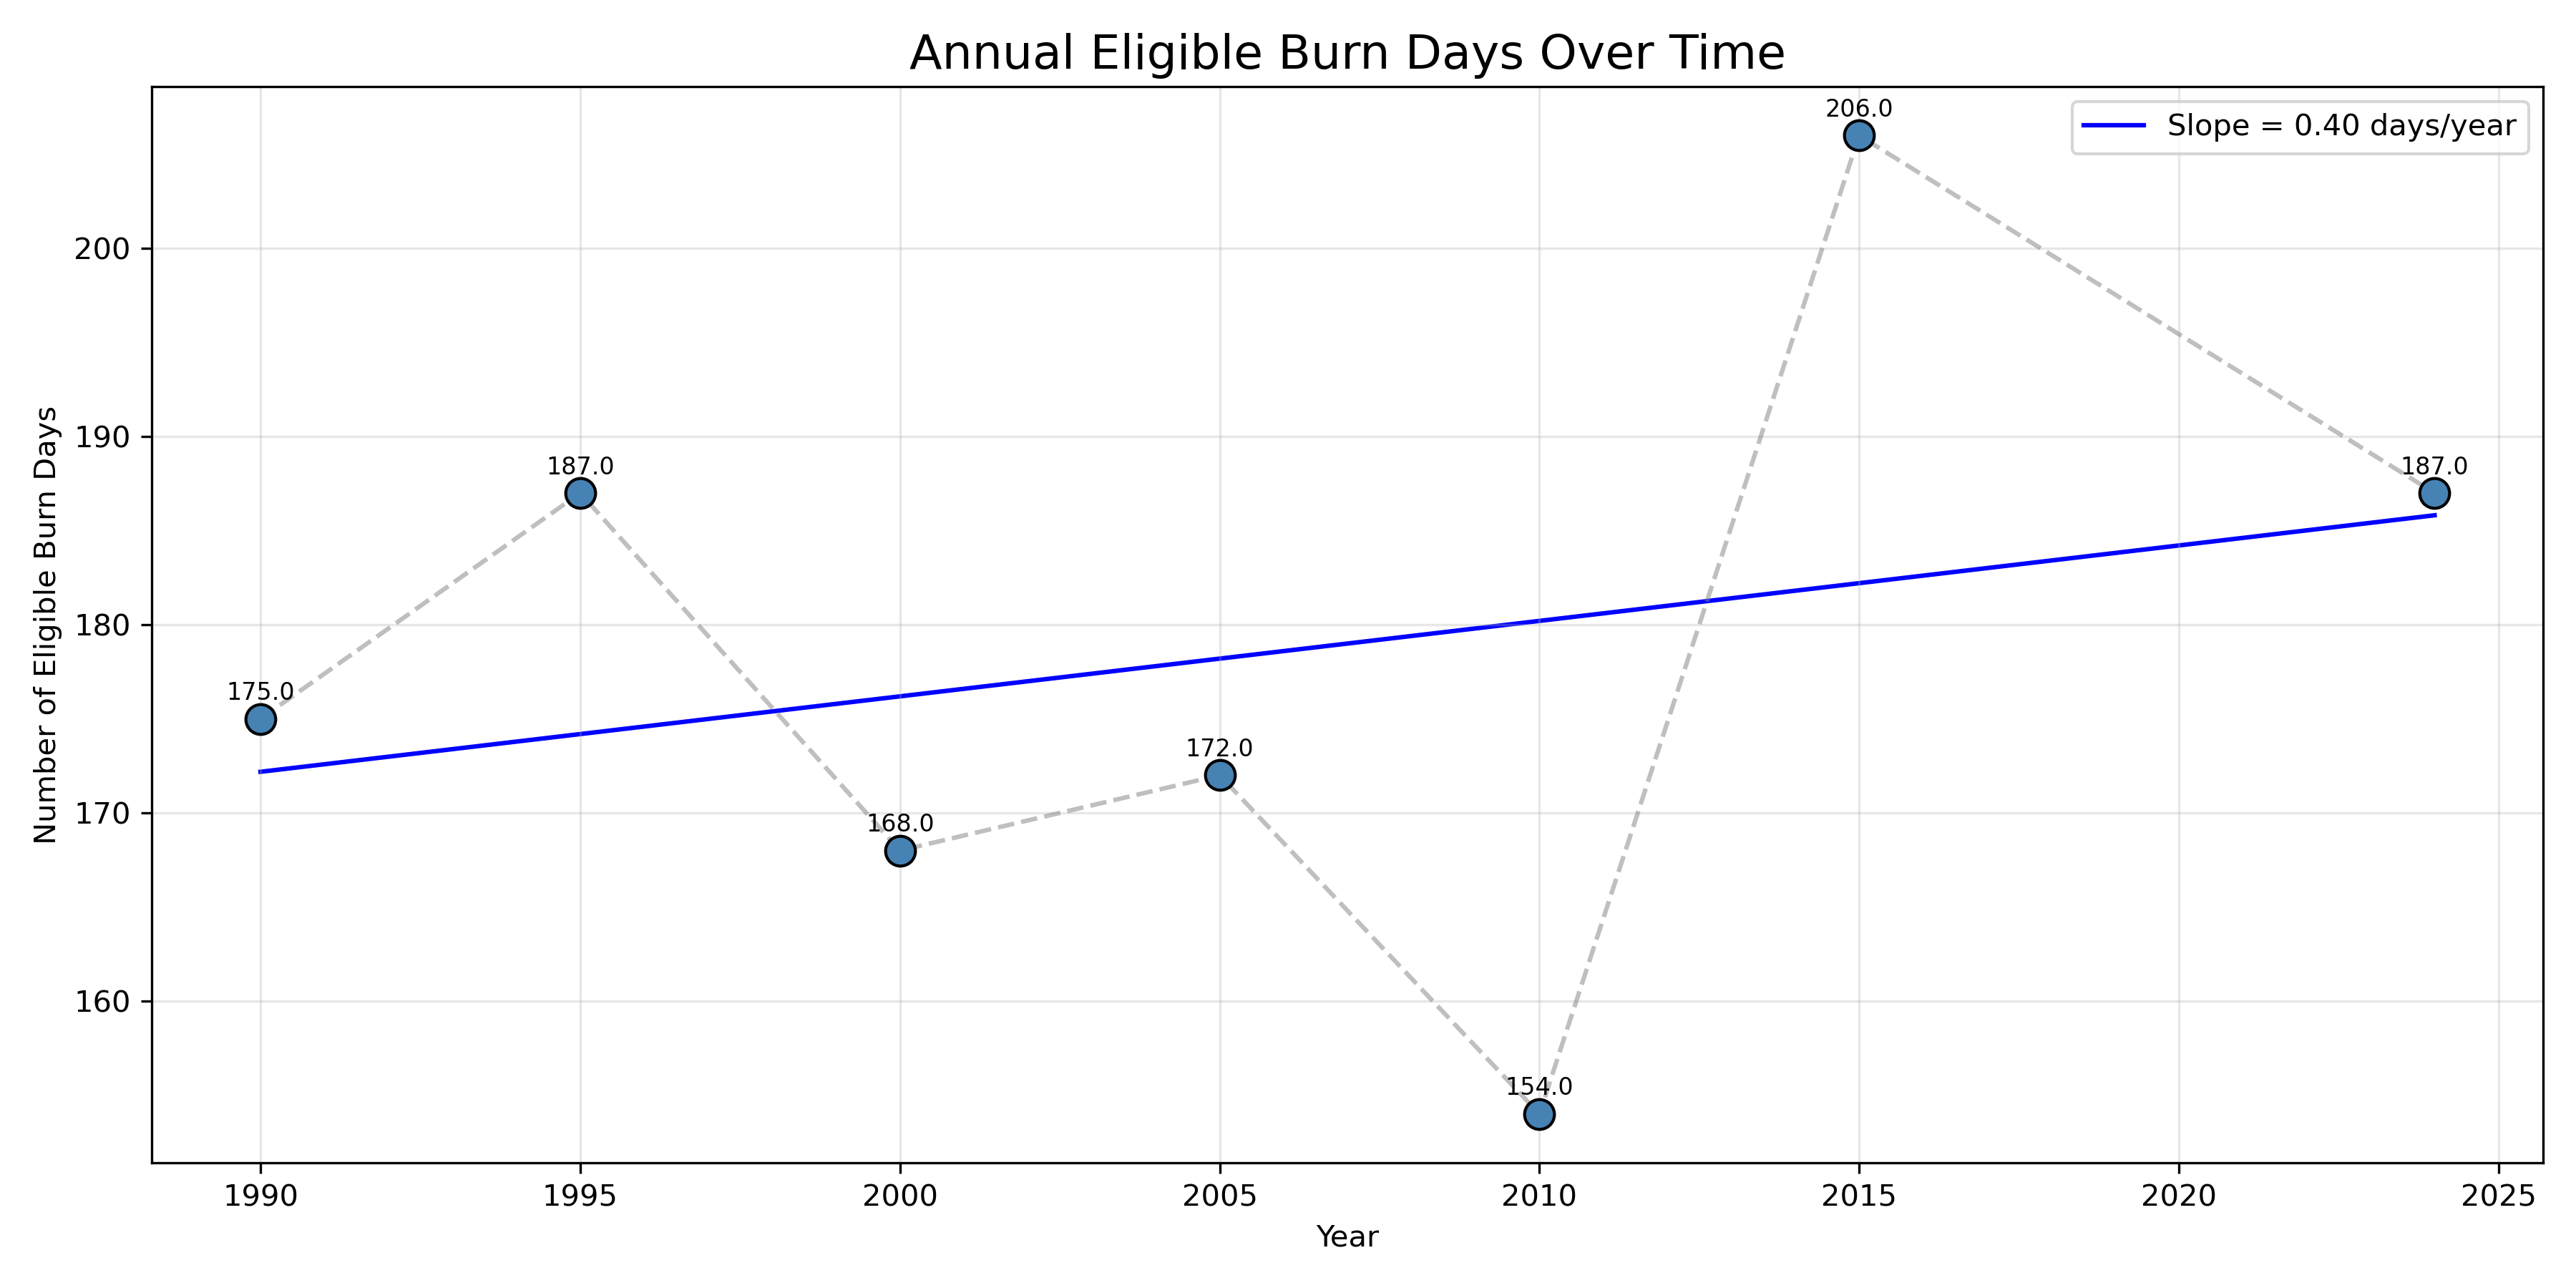 Annual Eligible Burn Days Over Time
Slope = 0.40 days/year
Number of Eligible Burn Days
200
190
180
170
160
175.0
187.0
168.0
172.0
154.0
206.0
187.0
1990 1995 2000 2005 2010 2015 2020 2025
Year